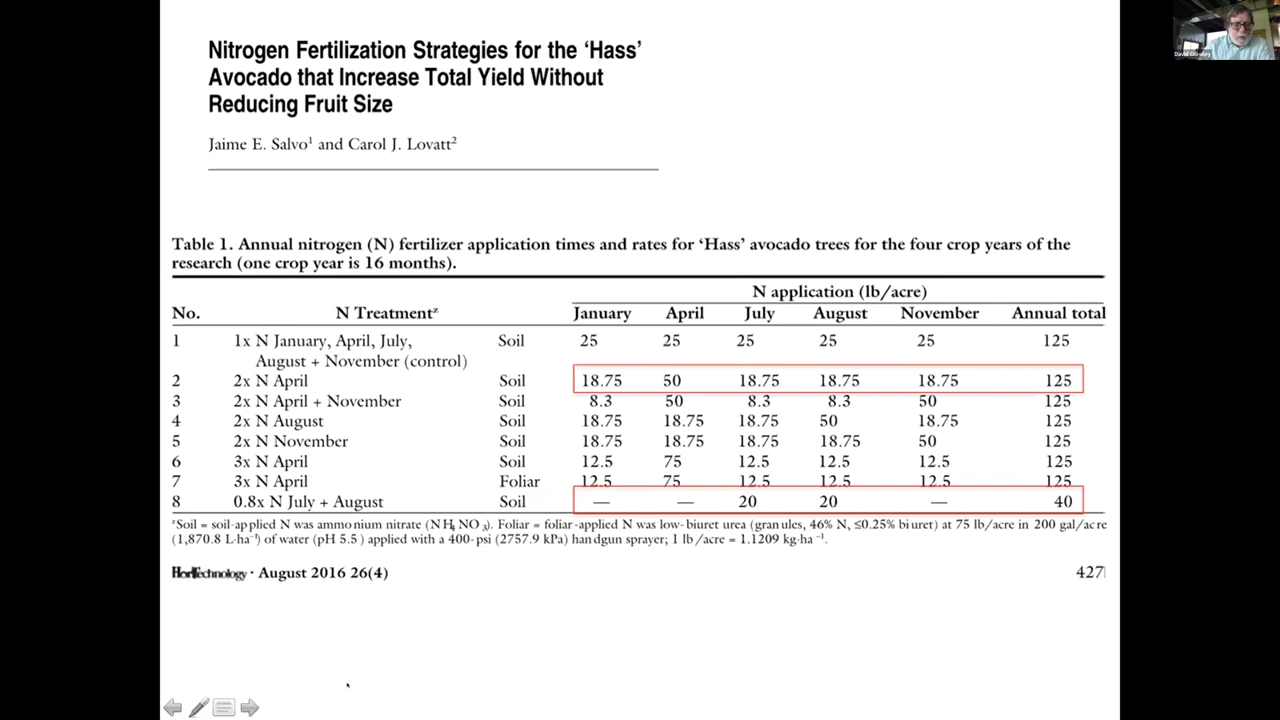 Nitrogen Fertilization Strategies for the ‘Hass’
Avocado that Increase Total Yield Without
Reducing Fruit Size
Jaime E. Salvo¹ and Carol J. Lovatt²
Table 1. Annual nitrogen (N) fertilizer application times and rates for ‘Hass’ avocado trees for the four crop years of the
research (one crop year is 16 months).
N application (lb/acre)
No. N Treatmentᶻ January April July August November Annual total
1 1x N January, April, July, Soil 25 25 25 25 25 125
August + November (control)
2 2x N April Soil 18.75 50 18.75 18.75 18.75 125
3 2x N April + November Soil 8.3 50 8.3 8.3 50 125
4 2x N August Soil 18.75 18.75 18.75 50 18.75 125
5 2x N November Soil 18.75 18.75 18.75 18.75 50 125
6 3x N April Soil 12.5 75 12.5 12.5 12.5 125
7 3x N April Foliar 12.5 75 12.5 12.5 12.5 125
8 0.8x N July + August Soil — — 20 20 — 40
ᶻSoil = soil-applied N was ammonium nitrate (NH₄NO₃). Foliar = foliar-applied N was low-biuret urea (granules, 46% N, ≤0.25% biuret) at 75 lb/acre in 200 gal/acre
(1,870.8 L·ha⁻¹) of water (pH 5.5) applied with a 400-psi (2757.9 kPa) handgun sprayer; 1 lb/acre = 1.1209 kg·ha⁻¹.
HortTechnology · August 2016 26(4) 427